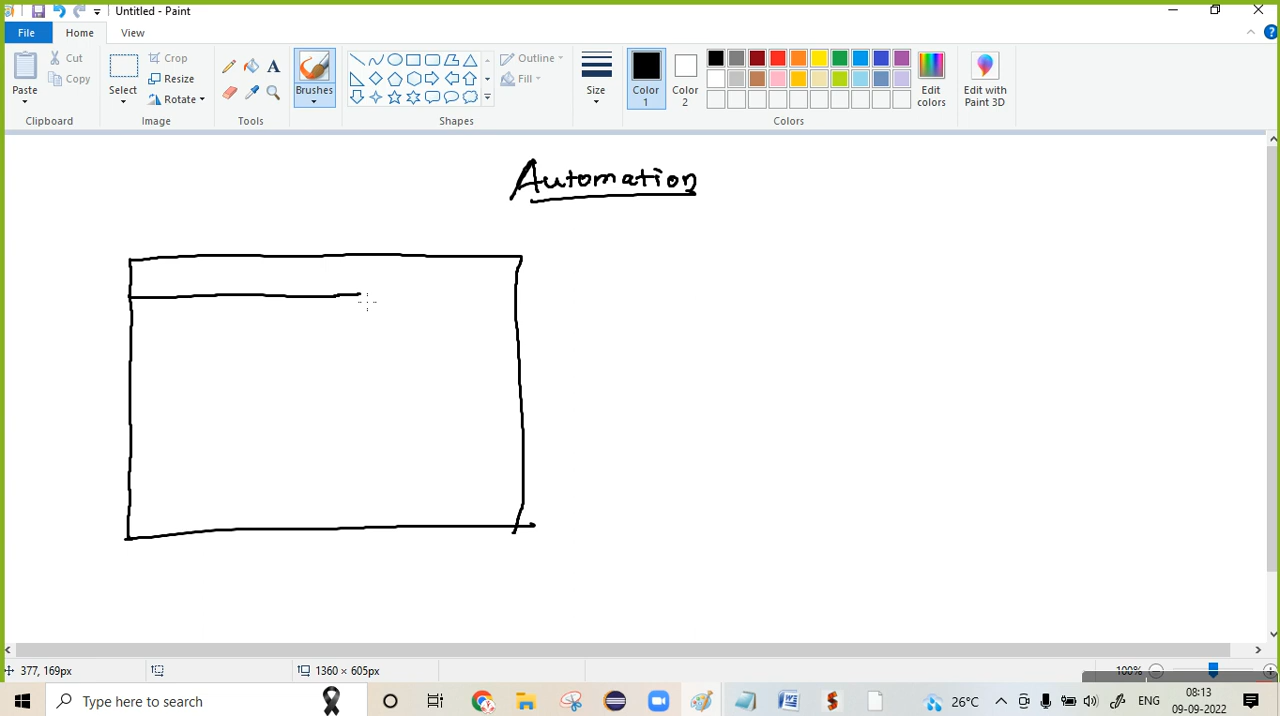 Untitled - Paint
File Home View
Paste
Cut
Copy
Clipboard
Select
Crop
Resize
Rotate
Image
Tools
Brushes
Shapes
Outline
Fill
Size
Color 1
Color 2
Colors
Edit colors
Edit with Paint 3D
Automation
377, 169px
1360 × 605px
100%
Type here to search
26°C
ENG
08:13
09-09-2022